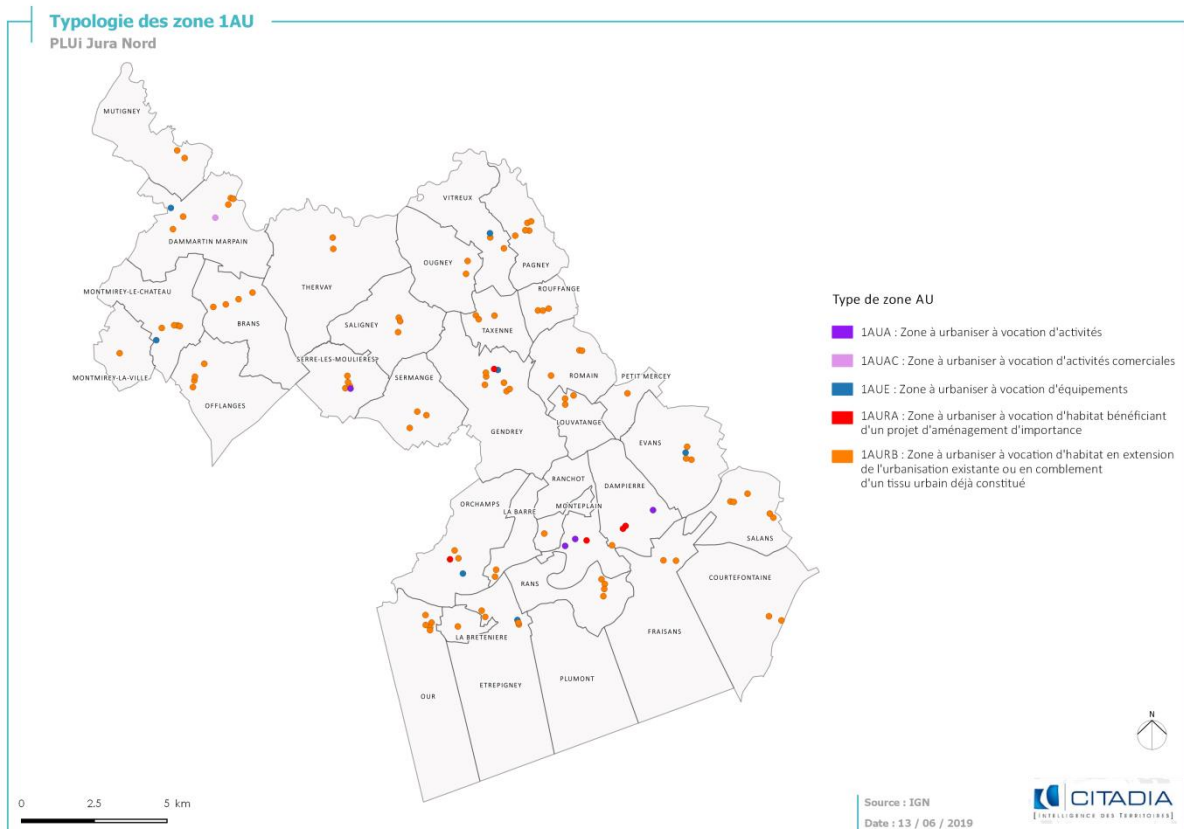 Typologie des zone 1AU
PLUi Jura Nord
MUTIGNEY
VITREUX
DAMMARTIN MARPAIN
OUGNEY
PAGNEY
MONTMIREY-LE-CHATEAU
THERVAY
ROUFFANGE
BRANS
SALIGNEY
TAXENNE
SERRE-LES-MOULIERES
MONTMIREY-LA-VILLE
SERMANGE
ROMAIN
PETIT MERCEY
OFFLANGES
LOUVATANGE
GENDREY
EVANS
RANCHOT
DAMPIERRE
ORCHAMPS
LA BARRE
MONTEPLAIN
SALANS
RANS
COURTEFONTAINE
FRAISANS
LA BRETENIERE
PLUMONT
OUR
ETREPIGNEY
Type de zone AU
1AUA : Zone à urbaniser à vocation d'activités
1AUAC : Zone à urbaniser à vocation d'activités comerciales
1AUE : Zone à urbaniser à vocation d'équipements
1AURA : Zone à urbaniser à vocation d'habitat bénéficiant
d'un projet d'aménagement d'importance
1AURB : Zone à urbaniser à vocation d'habitat en extension
de l'urbanisation existante ou en comblement
d'un tissu urbain déjà constitué
N
0 2.5 5 km
Source : IGN
Date : 13 / 06 / 2019
CITADIA
[INTELLIGENCE DES TERRITOIRES]